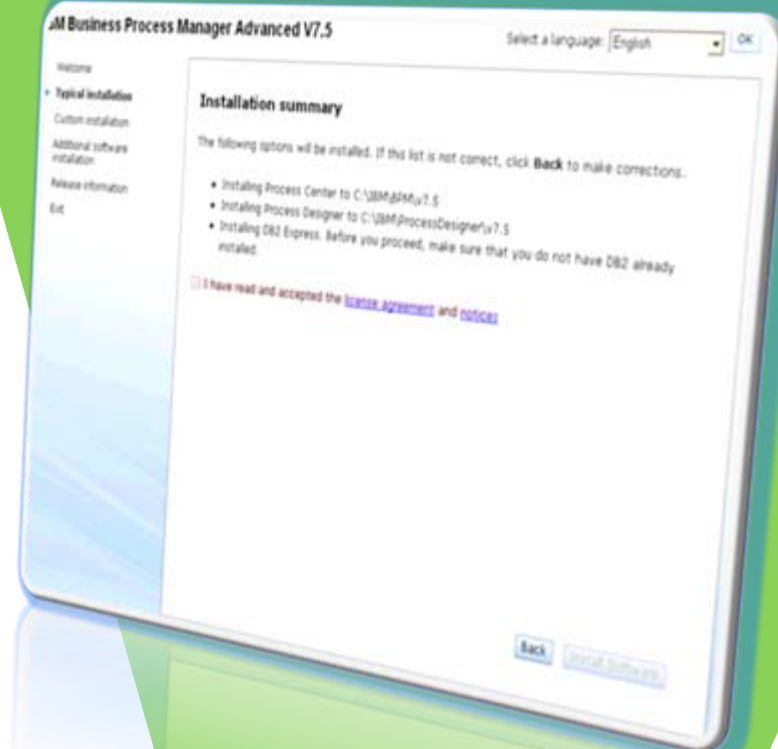 BM Business Process Manager Advanced V7.5
Select a language: English
OK
Welcome
Typical installation
Custom installation
Additional software
installation
Release information
Exit
Installation summary
The following options will be installed. If this list is not correct, click Back to make corrections.
• Installing Process Center to C:\IBM\BPM\v7.5
• Installing Process Designer to C:\IBM\ProcessDesigner\v7.5
• Installing DB2 Express. Before you proceed, make sure that you do not have DB2 already
installed.
I have read and accepted the license agreement and notices
Back
Install Software